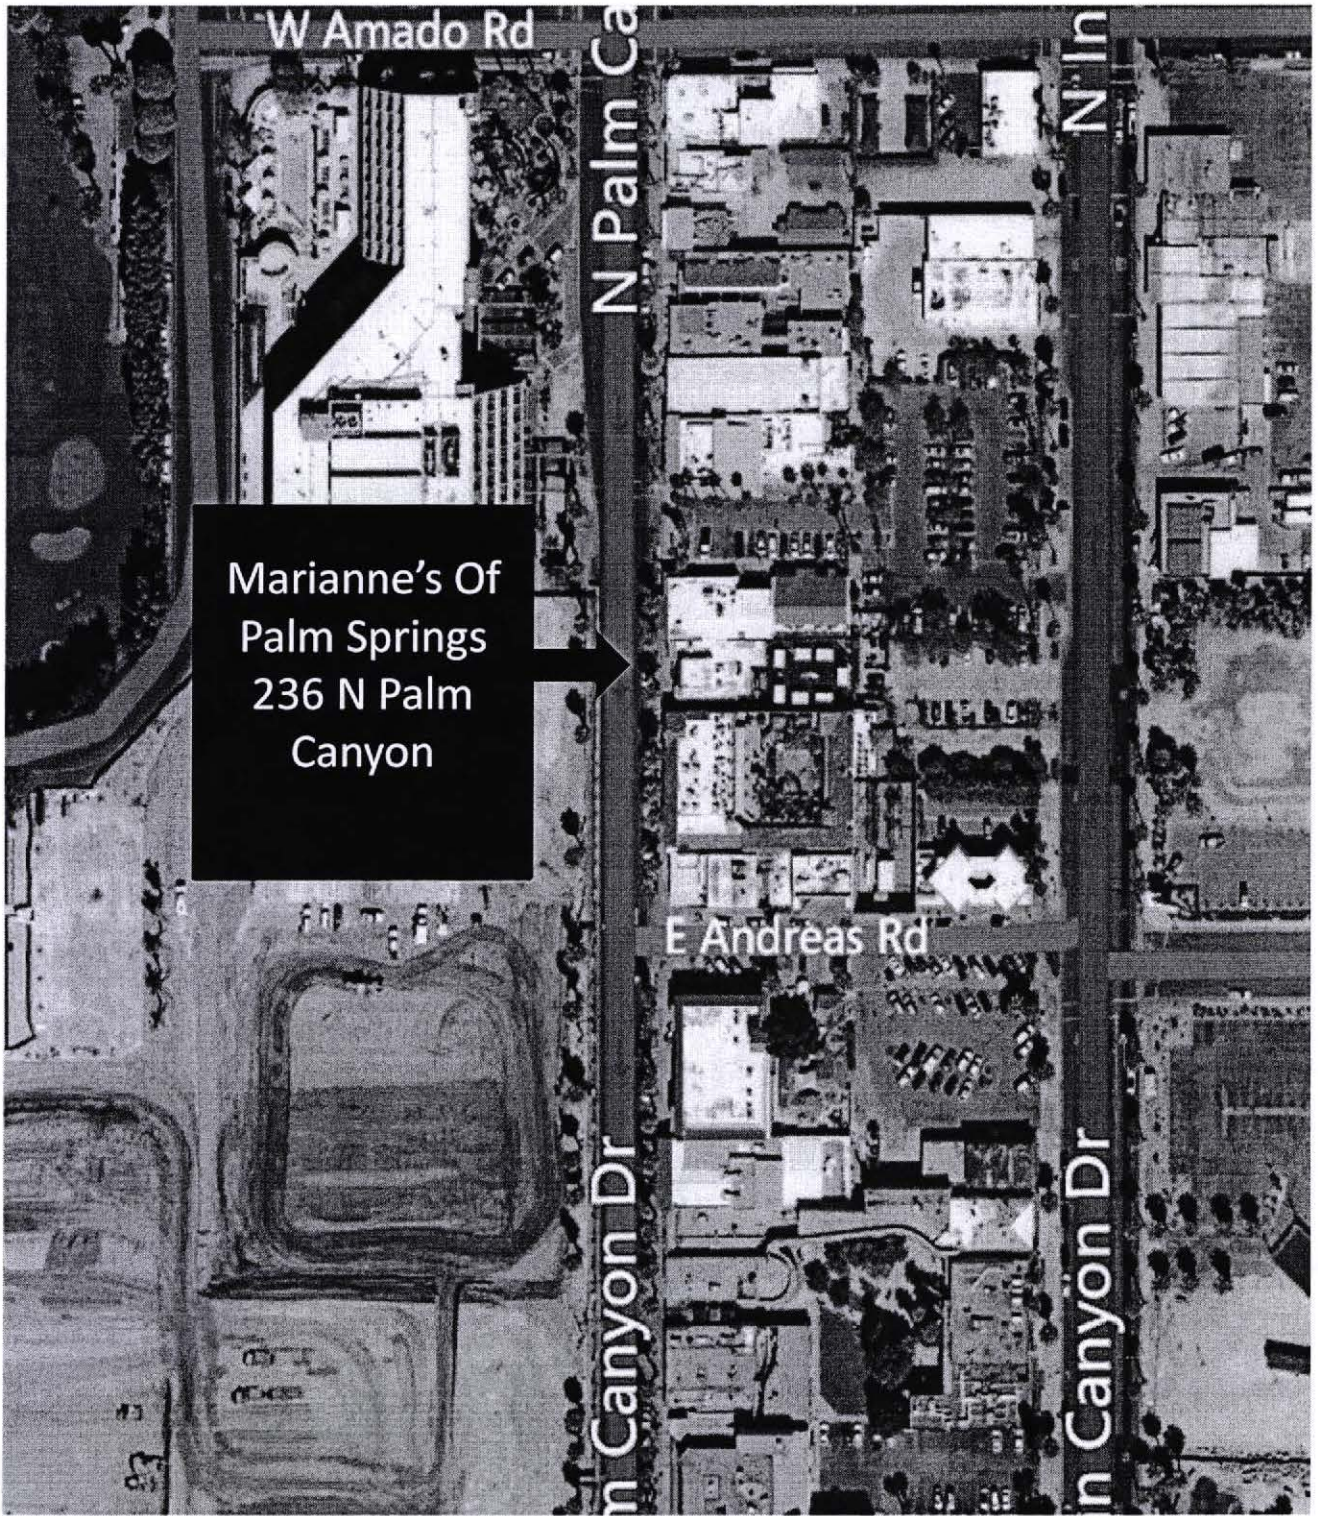 W Amado Rd
N Palm Ca
N In
Marianne's Of
Palm Springs
236 N Palm
Canyon
E Andreas Rd
m Canyon Dr
n Canyon Dr